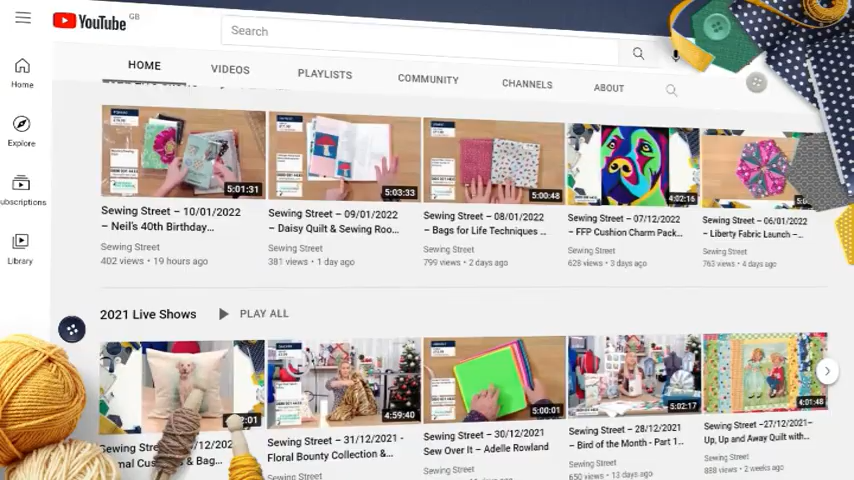 YouTube GB
Search
HOME
VIDEOS
PLAYLISTS
COMMUNITY
CHANNELS
ABOUT
Home
Explore
ubscriptions
Library
5:01:31
5:03:33
5:00:48
4:02:16
Sewing Street – 10/01/2022
– Neil's 40th Birthday...
Sewing Street
402 views • 19 hours ago
Sewing Street – 09/01/2022
– Daisy Quilt & Sewing Roo...
Sewing Street
381 views • 1 day ago
Sewing Street – 08/01/2022
– Bags for Life Techniques ...
Sewing Street
799 views • 2 days ago
Sewing Street – 07/12/2022
– FFP Cushion Charm Pack...
Sewing Street
628 views • 3 days ago
Sewing Street – 06/01/2022
– Liberty Fabric Launch –...
Sewing Street
763 views • 4 days ago
2021 Live Shows
PLAY ALL
4:59:40
5:00:01
5:02:17
4:01:48
Sewing Street – 31/12/2021 -
Floral Bounty Collection &...
Sewing Street
Sewing Street – 30/12/2021
Sew Over It – Adelle Rowland
Sewing Street
Sewing Street – 28/12/2021
– Bird of the Month - Part 1...
Sewing Street
650 views • 13 days ago
Sewing Street –27/12/2021–
Up, Up and Away Quilt with...
Sewing Street
888 views • 2 weeks ago